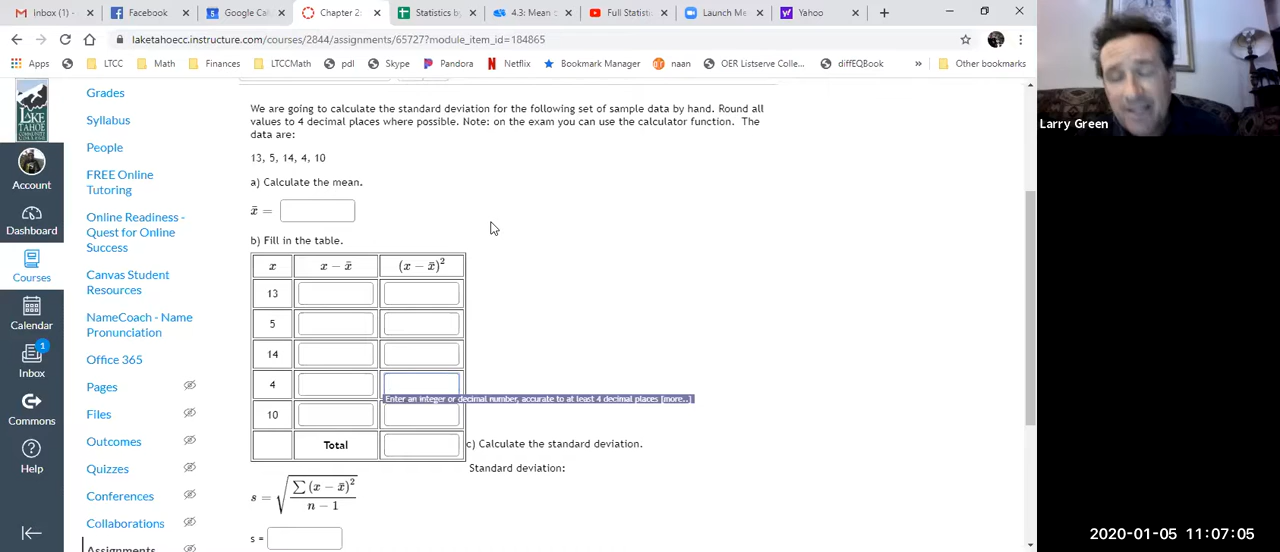 Inbox (1)
Facebook
Google Cal
Chapter 2:
Statistics by
4.3: Mean o
Full Statisti
Launch Me
Yahoo
laketahoecc.instructure.com/courses/2844/assignments/65727?module_item_id=184865
Apps
LTCC
Math
Finances
LTCCMath
pdl
Skype
Pandora
Netflix
Bookmark Manager
naan
OER Listserve Colle...
diffEQBook
»
Other bookmarks
LAKE
TAHOE
Account
Dashboard
Courses
Calendar
1
Inbox
Commons
Help
Grades
Syllabus
People
FREE Online
Tutoring
Online Readiness -
Quest for Online
Success
Canvas Student
Resources
NameCoach - Name
Pronunciation
Office 365
Pages
Files
Outcomes
Quizzes
Conferences
Collaborations
Assignments
We are going to calculate the standard deviation for the following set of sample data by hand. Round all
values to 4 decimal places where possible. Note: on the exam you can use the calculator function. The
data are:
13, 5, 14, 4, 10
a) Calculate the mean.
x̄ =
b) Fill in the table.
x x − x̄ (x − x̄)²
13
5
14
4
Enter an integer or decimal number, accurate to at least 4 decimal places [more..]
10
Total
c) Calculate the standard deviation.
Standard deviation:
s = √(∑(x − x̄)² / (n − 1))
s =
Larry Green
2020-01-05 11:07:05